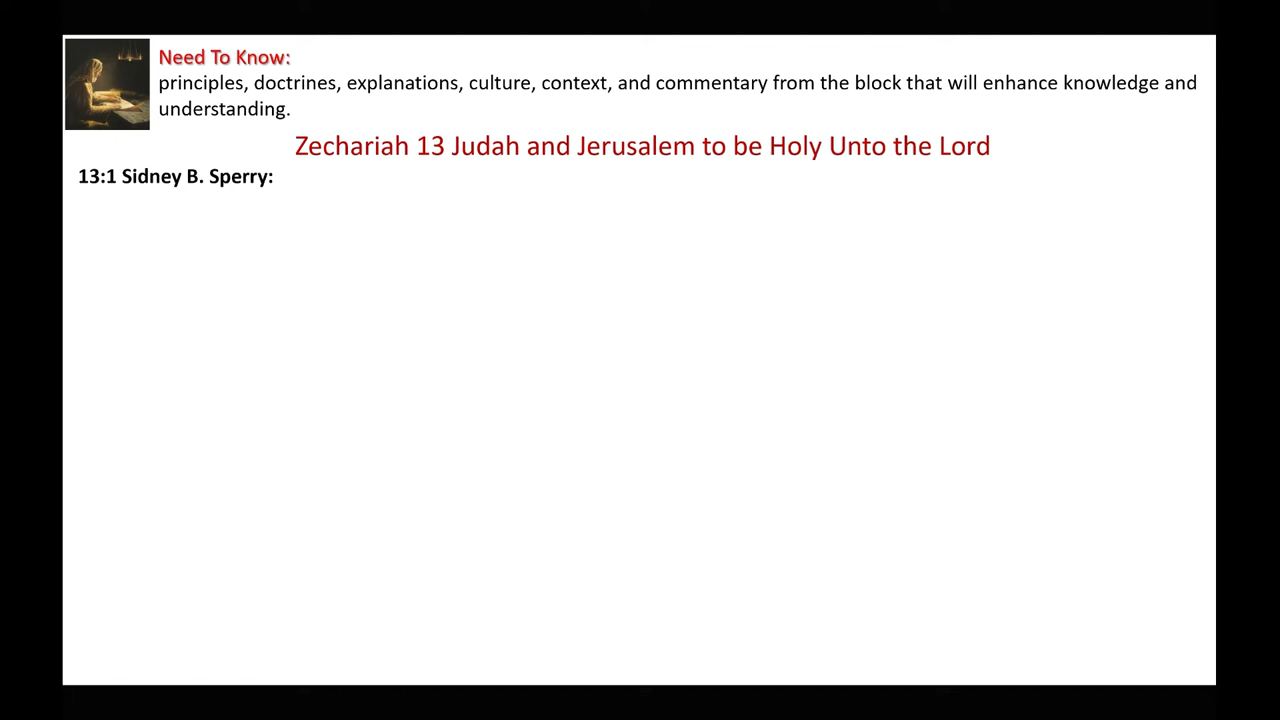 Need To Know:
principles, doctrines, explanations, culture, context, and commentary from the block that will enhance knowledge and
understanding.
Zechariah 13 Judah and Jerusalem to be Holy Unto the Lord
13:1 Sidney B. Sperry: